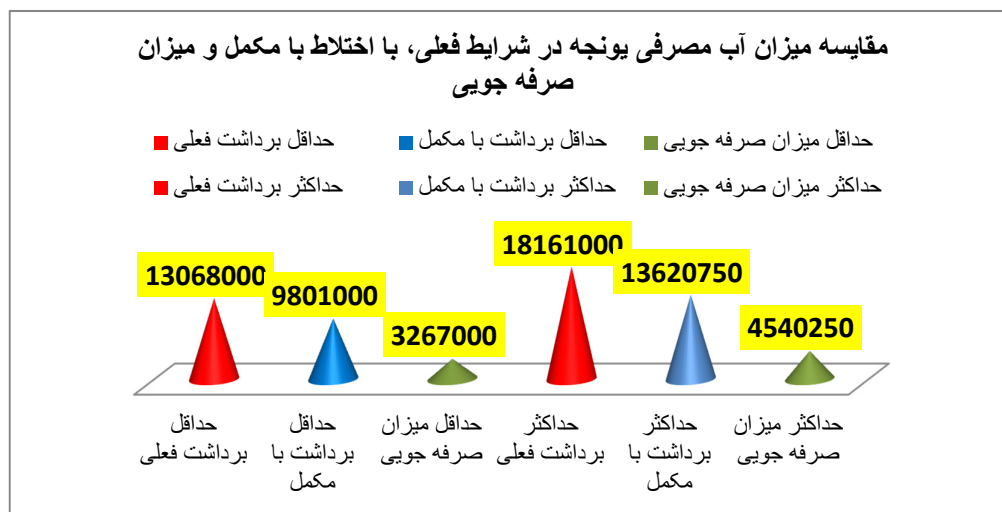 مقایسه میزان آب مصرفی یونجه در شرایط فعلی، با اختلاط با مکمل و میزان
صرفه جویی
حداقل برداشت فعلی
حداقل برداشت با مکمل
حداقل میزان صرفه جویی
حداکثر برداشت فعلی
حداکثر برداشت با مکمل
حداکثر میزان صرفه جویی
13068000
9801000
3267000
18161000
13620750
4540250
حداقل
برداشت فعلی
حداقل
برداشت با
مکمل
حداقل میزان
صرفه جویی
حداکثر
برداشت فعلی
حداکثر
برداشت با
مکمل
حداکثر میزان
صرفه جویی